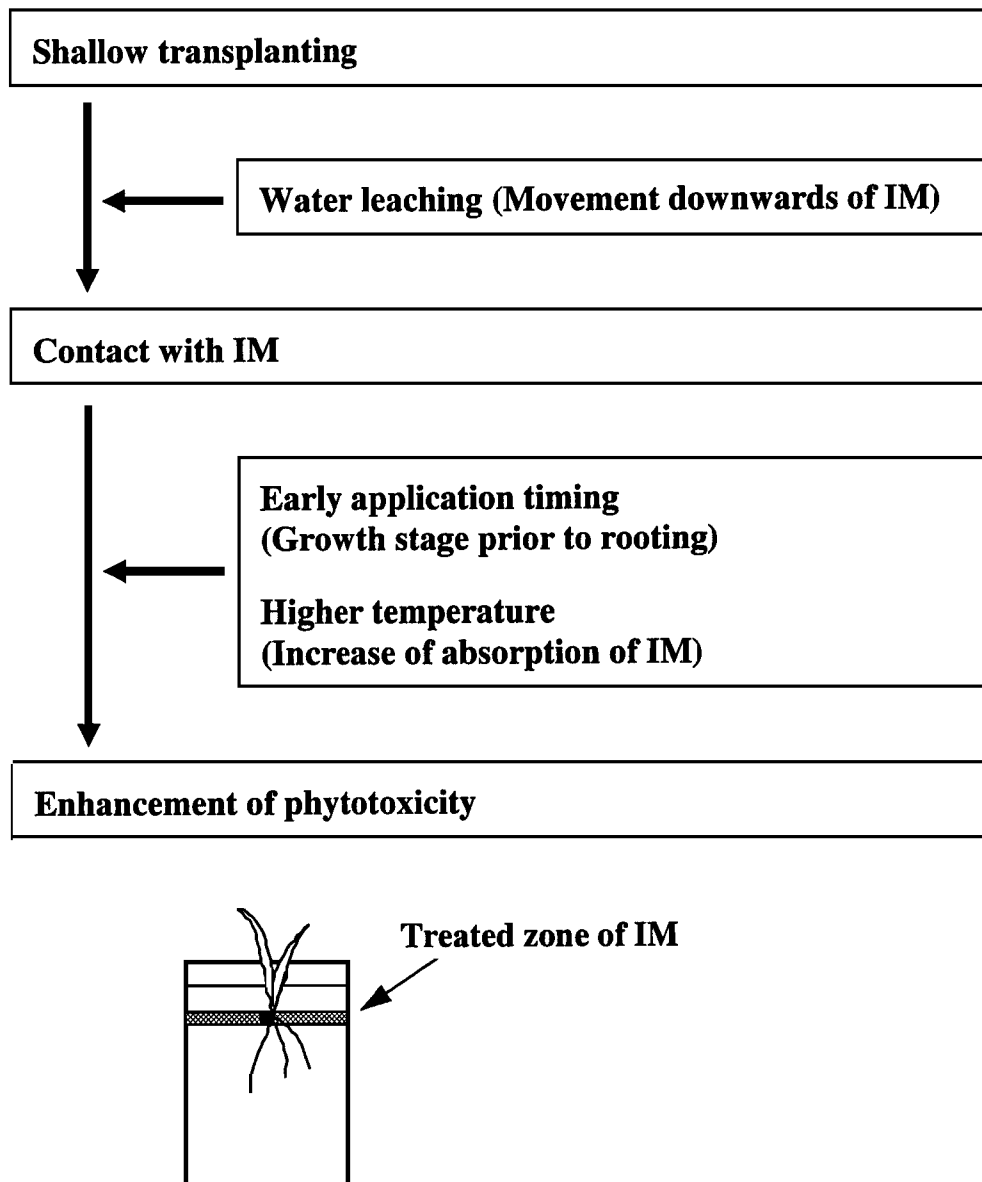 Shallow transplanting
Water leaching (Movement downwards of IM)
Contact with IM
Early application timing
(Growth stage prior to rooting)
Higher temperature
(Increase of absorption of IM)
Enhancement of phytotoxicity
Treated zone of IM